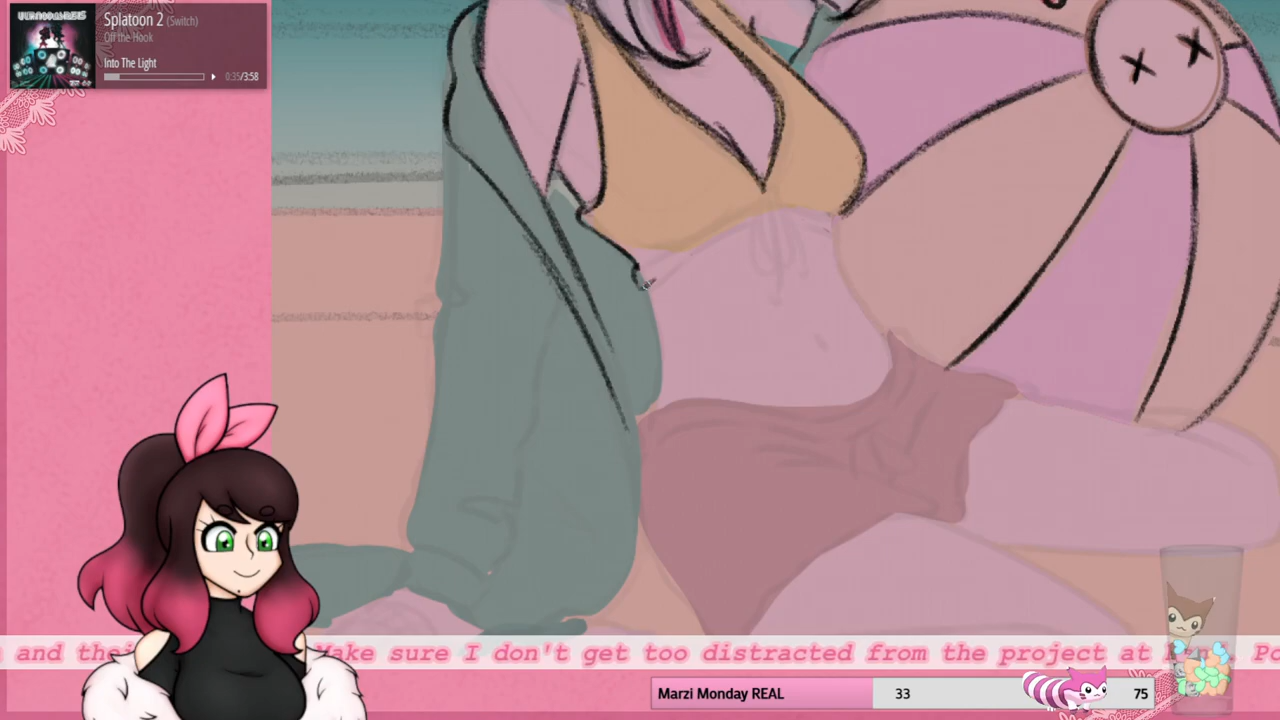 Splatoon 2 (Switch)
Off the Hook
Into The Light
0:35/3:58
and Make sure I don't get too distracted from the project at
Marzi Monday REAL 33 75